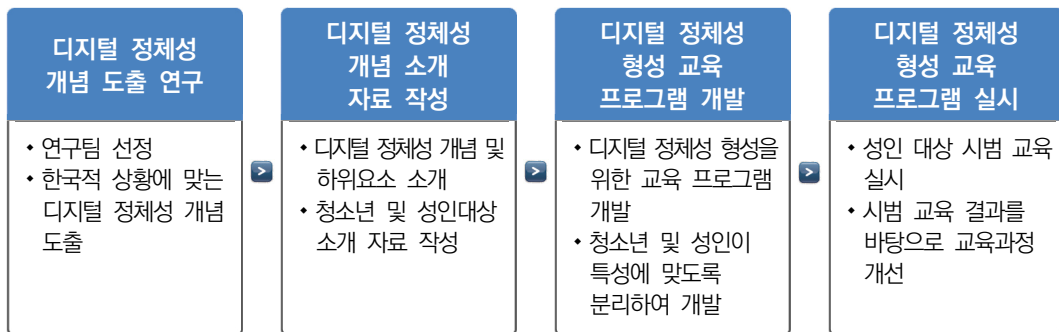 디지털 정체성
개념 도출 연구
• 연구팀 선정
• 한국적 상황에 맞는
디지털 정체성 개념
도출
디지털 정체성
개념 소개
자료 작성
• 디지털 정체성 개념 및
하위요소 소개
• 청소년 및 성인대상
소개 자료 작성
디지털 정체성
형성 교육
프로그램 개발
• 디지털 정체성 형성을
위한 교육 프로그램
개발
• 청소년 및 성인이
특성에 맞도록
분리하여 개발
디지털 정체성
형성 교육
프로그램 실시
• 성인 대상 시범 교육
실시
• 시범 교육 결과를
바탕으로 교육과정
개선